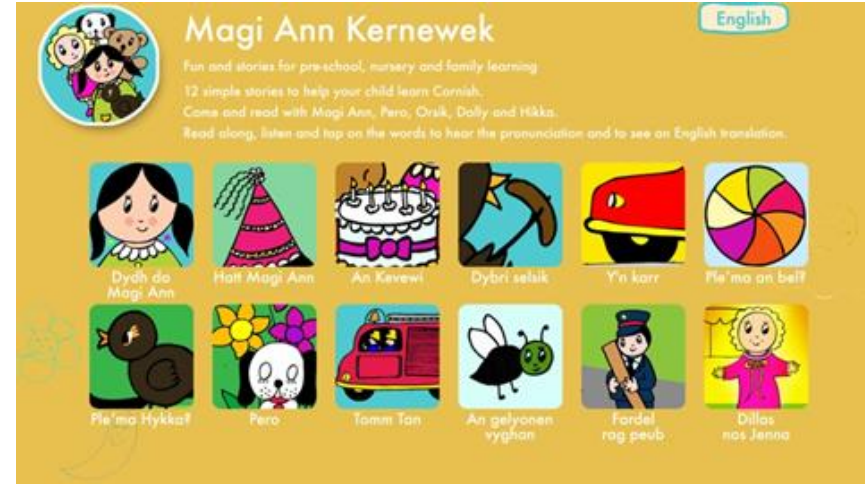 Magi Ann Kernewek
English
Fun and stories for pre-school, nursery and family learning
12 simple stories to help your child learn Cornish.
Come and read with Magi Ann, Pero, Orsik, Dolly and Hikka.
Read along, listen and tap on the words to hear the pronunciation and to see an English translation.
Dydh da
Magi Ann
Hatt Magi Ann
An Kevewi
Dybri selsik
Y'n karr
Ple'ma an bel?
Ple'ma Hykka?
Pero
Tamm Tan
An gelyonen
vyghan
Fardel
rag peub
Dillas
nos Jenna